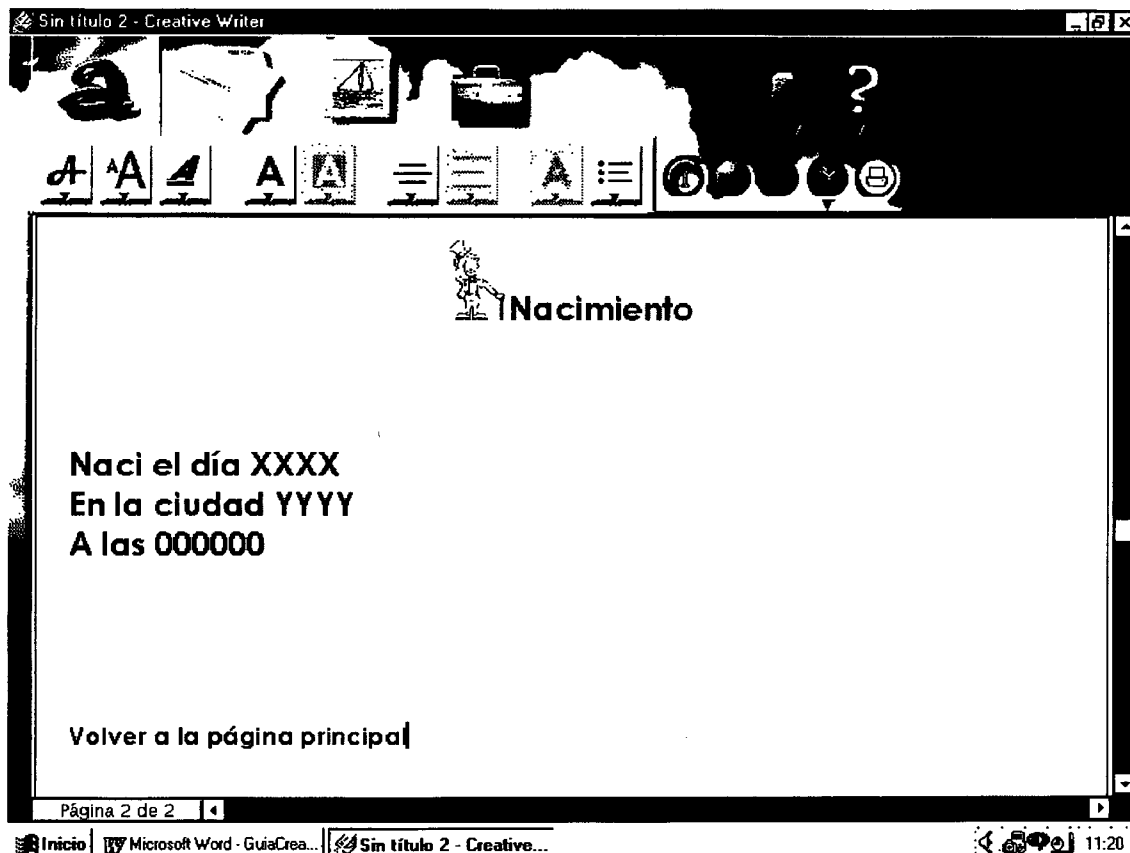 Sin título 2 - Creative Writer
Nacimiento
Naci el día XXXX
En la ciudad YYYY
A las 000000
Volver a la página principal
Página 2 de 2
Inicio Microsoft Word - GuiaCrea... Sin título 2 - Creative... 11:20